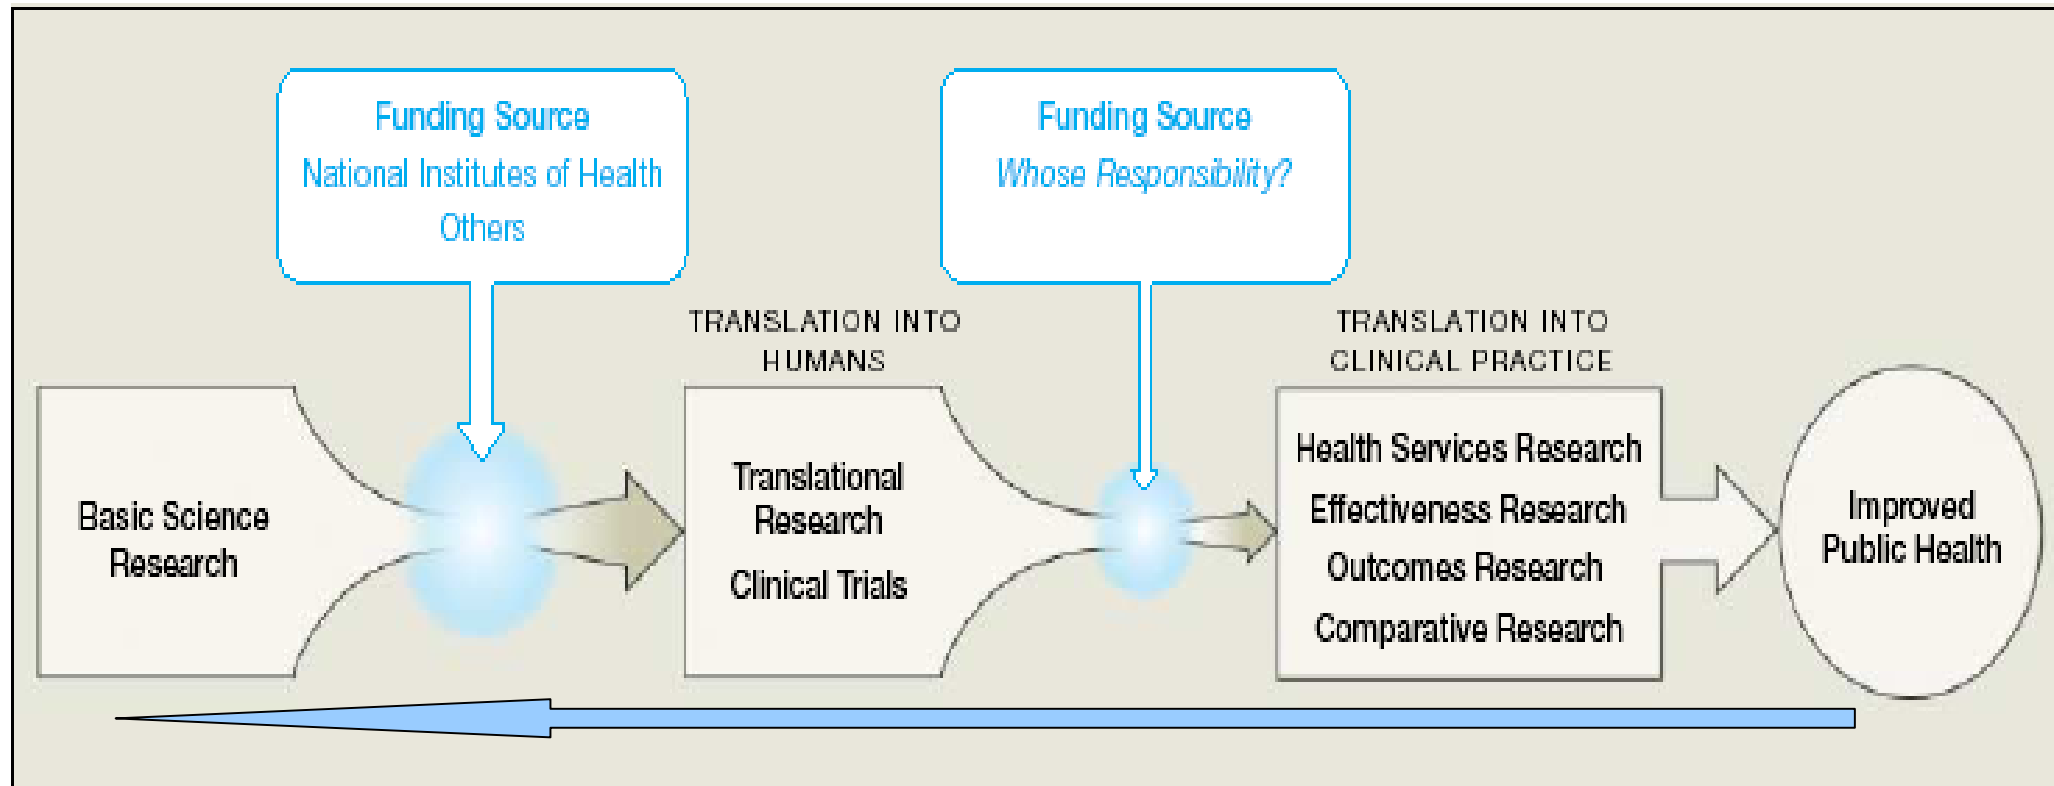 Funding Source
National Institutes of Health
Others
Funding Source
Whose Responsibility?
TRANSLATION INTO
HUMANS
TRANSLATION INTO
CLINICAL PRACTICE
Basic Science
Research
Translational
Research
Clinical Trials
Health Services Research
Effectiveness Research
Outcomes Research
Comparative Research
Improved
Public Health